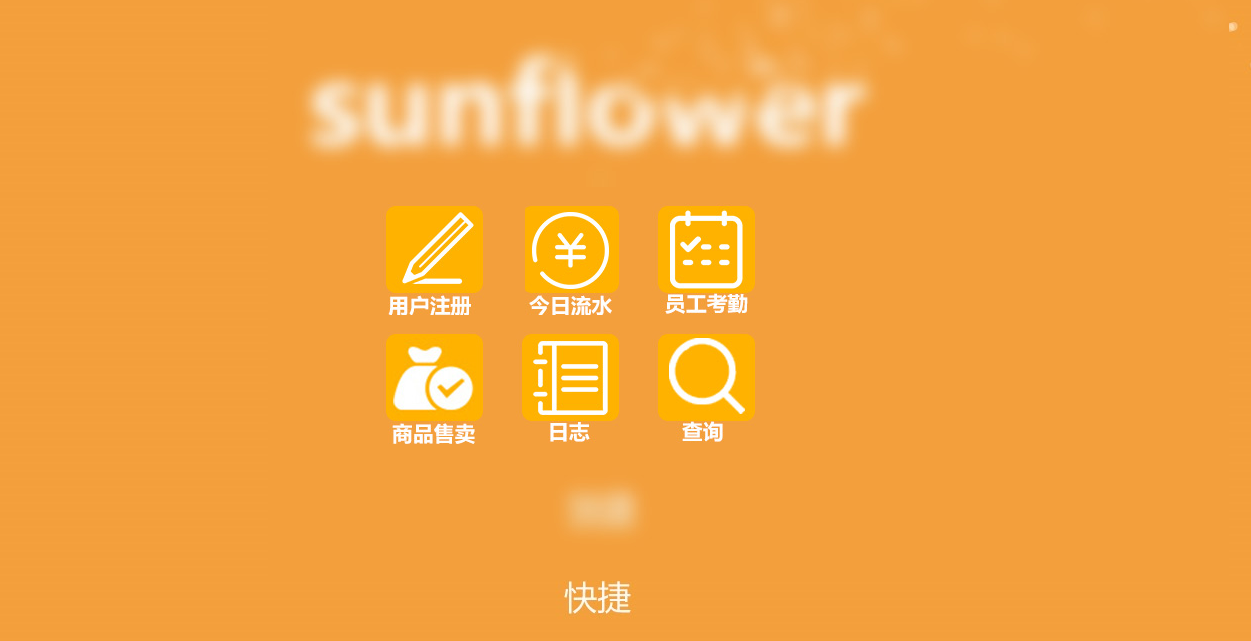 sunflower
用户注册
今日流水
员工考勤
商品售卖
日志
查询
快捷